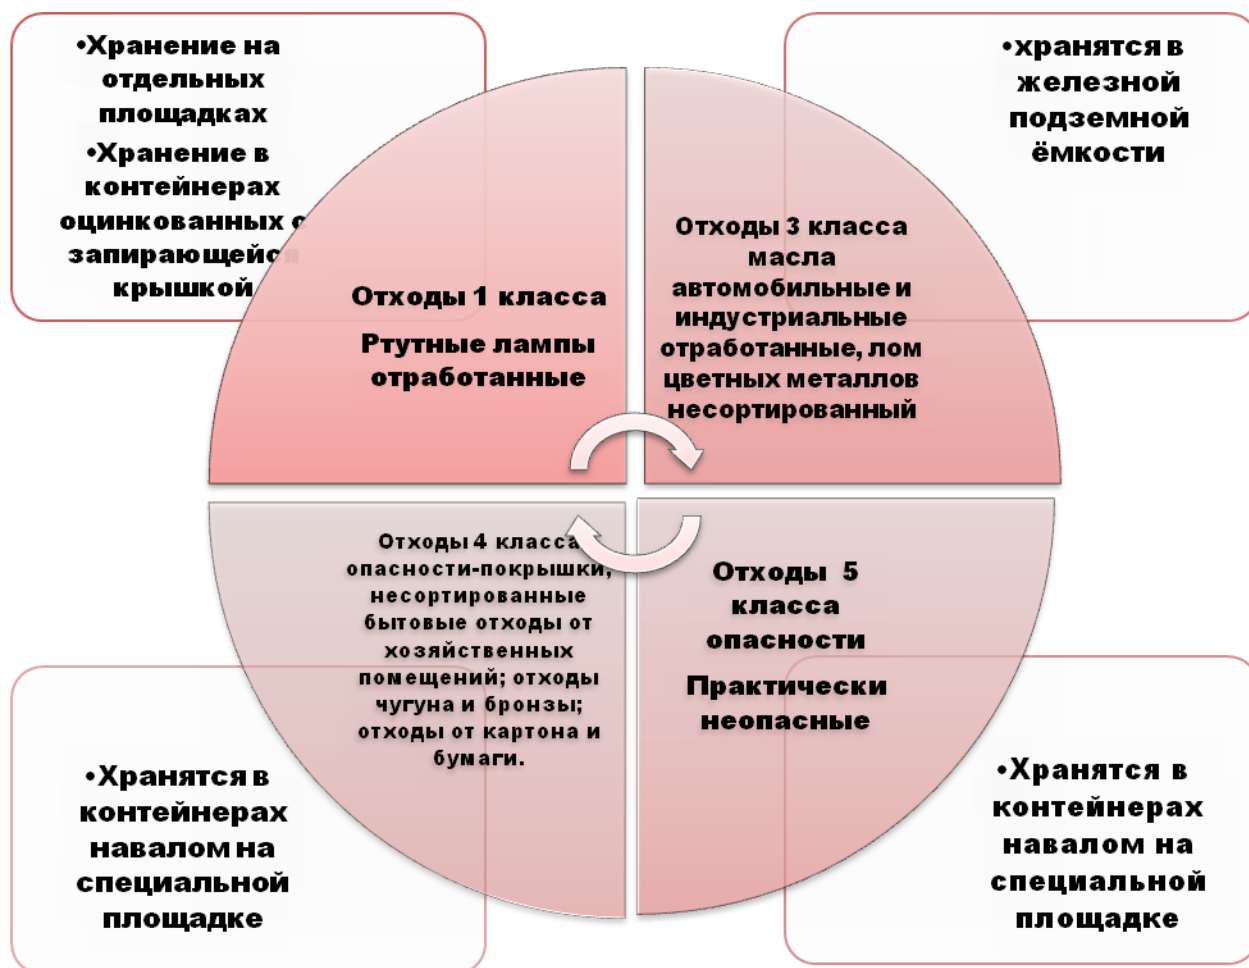 •Хранение на
отдельных
площадках
•Хранение в
контейнерах
оцинкованных с
запирающейся
крышкой
•хранятся в
железной
подземной
ёмкости
Отходы 1 класса
Ртутные лампы
отработанные
Отходы 3 класса
масла
автомобильные и
индустриальные
отработанные, лом
цветных металлов
несортированный
Отходы 4 класса
опасности-покрышки;
несортированные
бытовые отходы от
хозяйственных
помещений; отходы
чугуна и бронзы;
отходы от картона и
бумаги.
Отходы 5
класса
опасности
Практически
неопасные
•Хранятся в
контейнерах
навалом на
специальной
площадке
•Хранятся в
контейнерах
навалом на
специальной
площадке